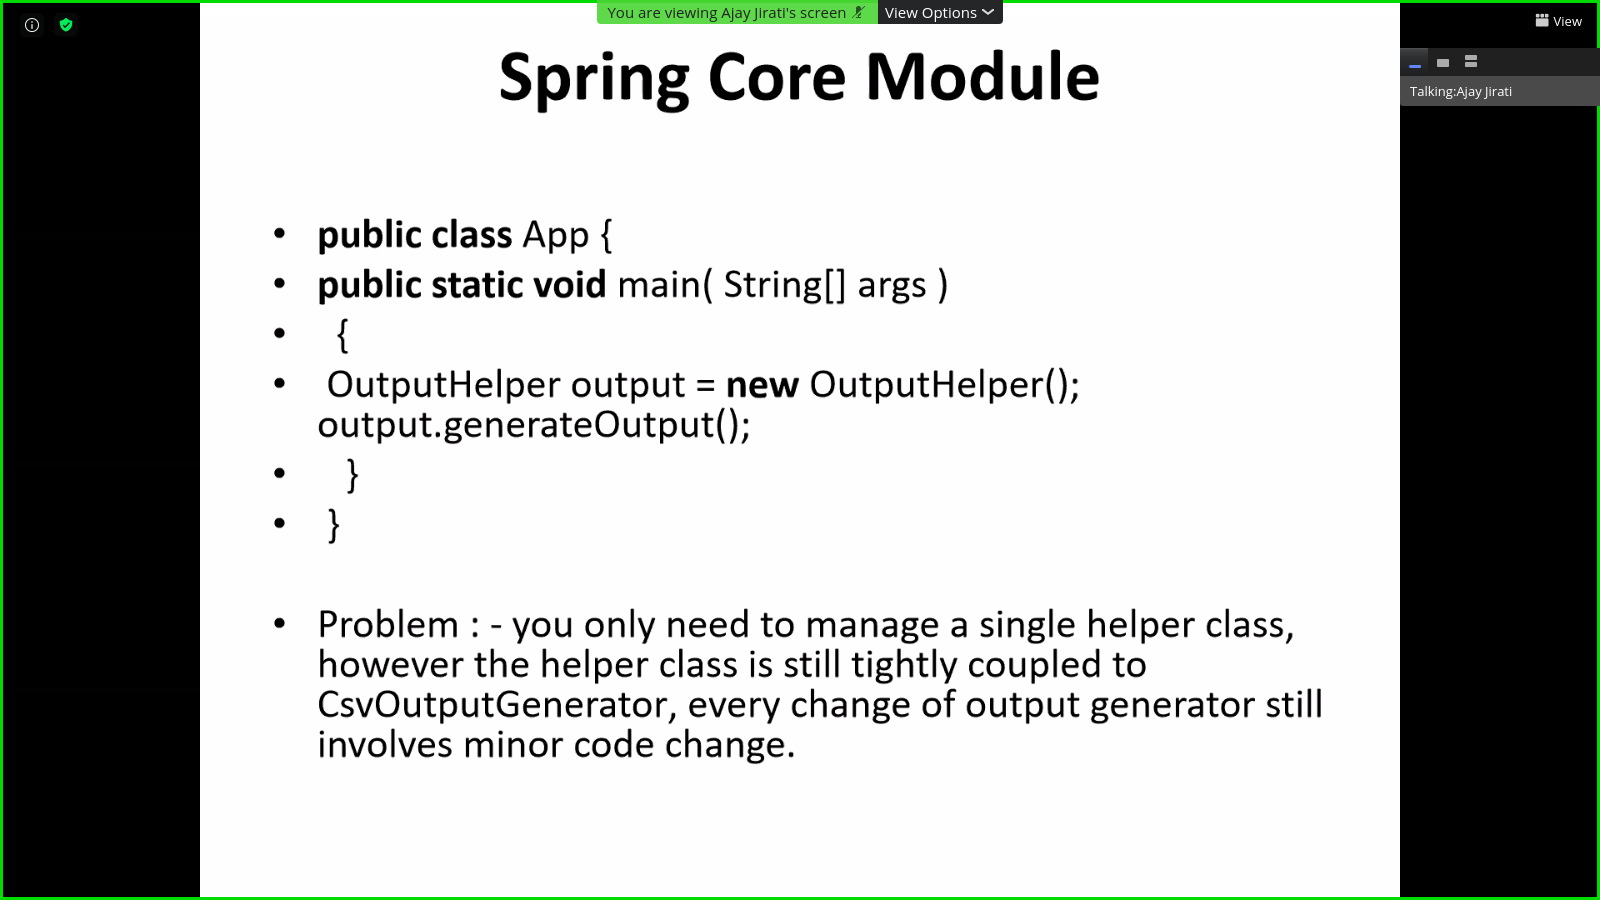 You are viewing Ajay Jirati's screen
View Options
View
Talking:Ajay Jirati
Spring Core Module
• public class App {
• public static void main( String[] args )
• {
• OutputHelper output = new OutputHelper();
output.generateOutput();
• }
• }
• Problem : - you only need to manage a single helper class,
however the helper class is still tightly coupled to
CsvOutputGenerator, every change of output generator still
involves minor code change.